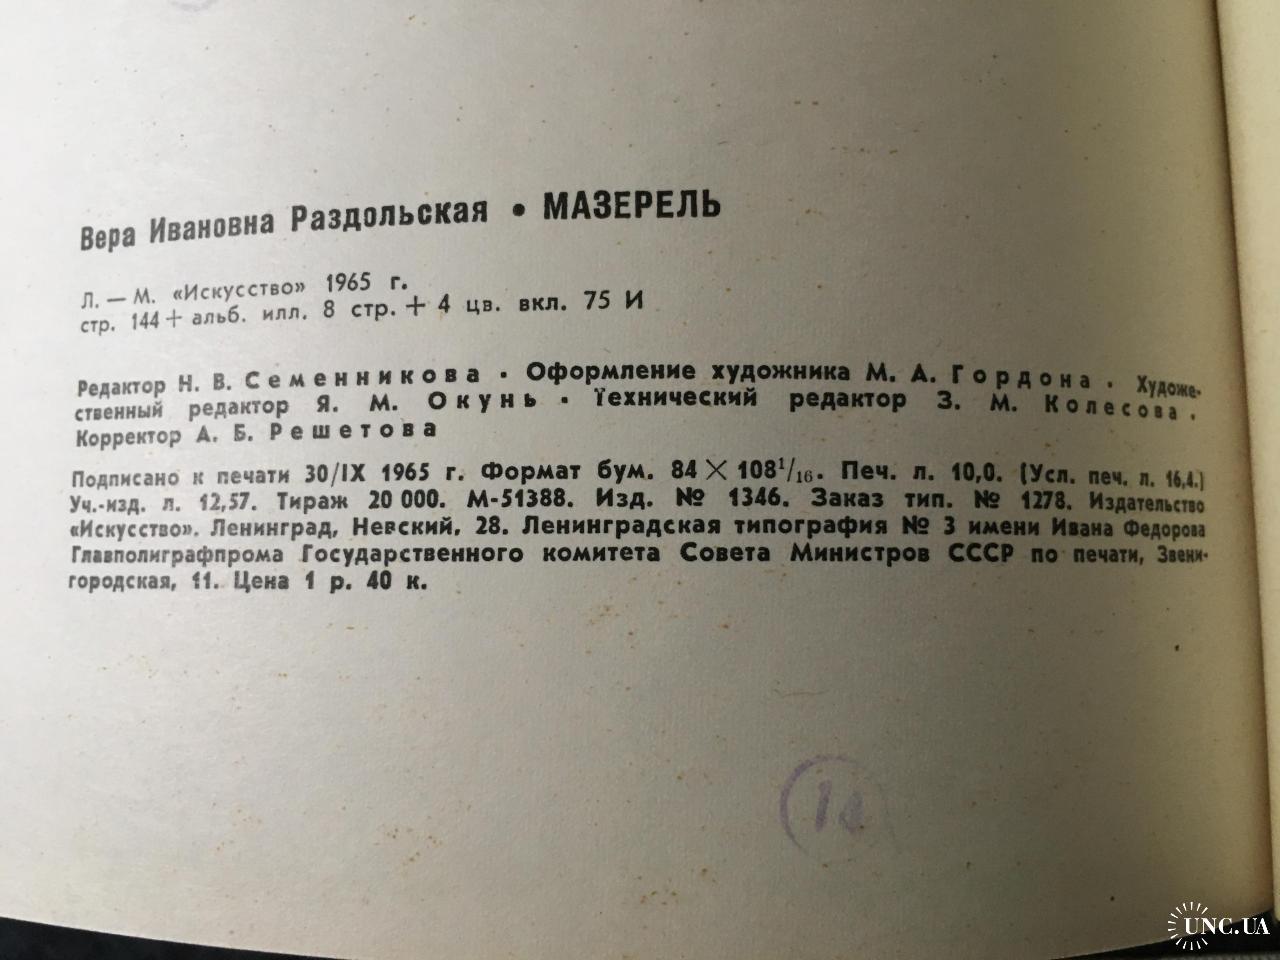 Вера Ивановна Раздольская • МАЗЕРЕЛЬ
Л. — М. «Искусство» 1965 г.
стр. 144 + альб. илл. 8 стр. + 4 цв. вкл. 75 И
Редактор Н. В. Семенникова · Оформление художника М. А. Гордона · Художе-
ственный редактор Я. М. Окунь · Технический редактор З. М. Колесова ·
Корректор А. Б. Решетова
Подписано к печати 30/IX 1965 г. Формат бум. 84 × 108¹/₁₆. Печ. л. 10,0. (Усл. печ. л. 16,4.)
Уч.-изд. л. 12,57. Тираж 20 000. М-51388. Изд. № 1346. Заказ тип. № 1278. Издательство
«Искусство». Ленинград, Невский, 28. Ленинградская типография № 3 имени Ивана Федорова
Главполиграфпрома Государственного комитета Совета Министров СССР по печати, Звени-
городская, 11. Цена 1 р. 40 к.
UNC.UA